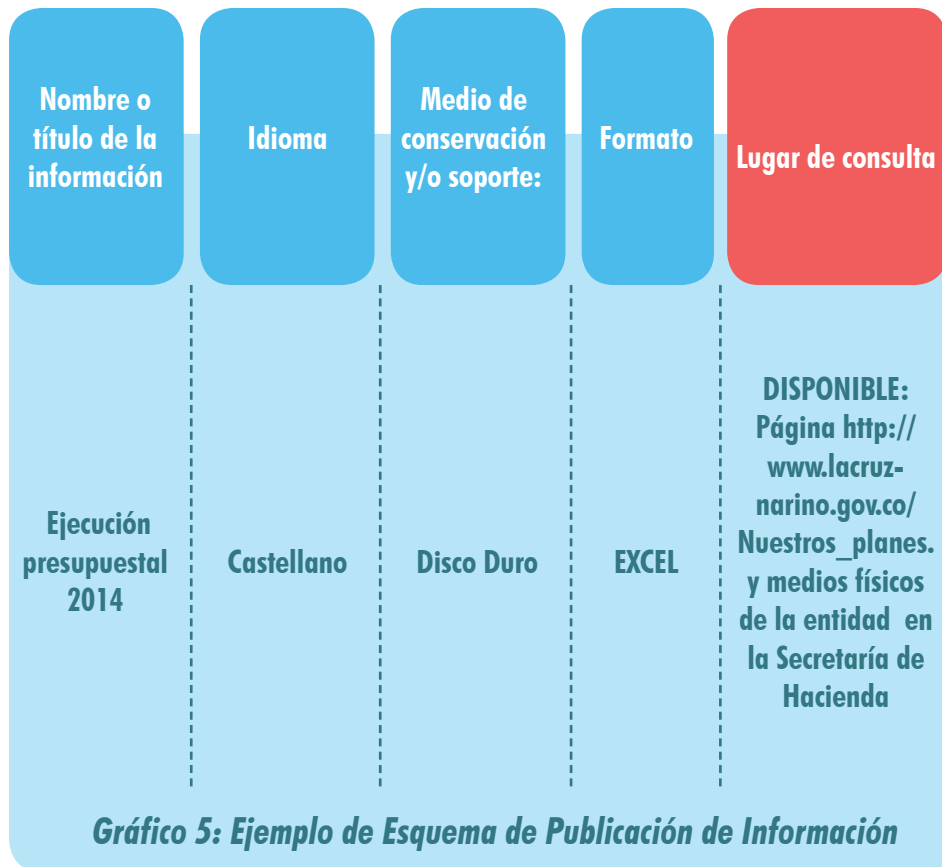 Nombre o
título de la
información
Idioma
Medio de
conservación
y/o soporte:
Formato
Lugar de consulta
Ejecución
presupuestal
2014
Castellano
Disco Duro
EXCEL
DISPONIBLE:
Página http://
www.lacruz-
narino.gov.co/
Nuestros_planes.
y medios físicos
de la entidad en
la Secretaría de
Hacienda
Gráfico 5: Ejemplo de Esquema de Publicación de Información